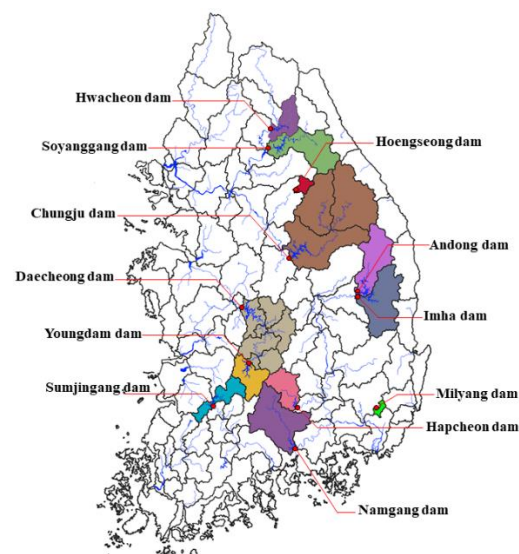 Hwacheon dam
Soyanggang dam
Hoengseong dam
Chungju dam
Andong dam
Daecheong dam
Imha dam
Youngdam dam
Sumjingang dam
Milyang dam
Hapcheon dam
Namgang dam